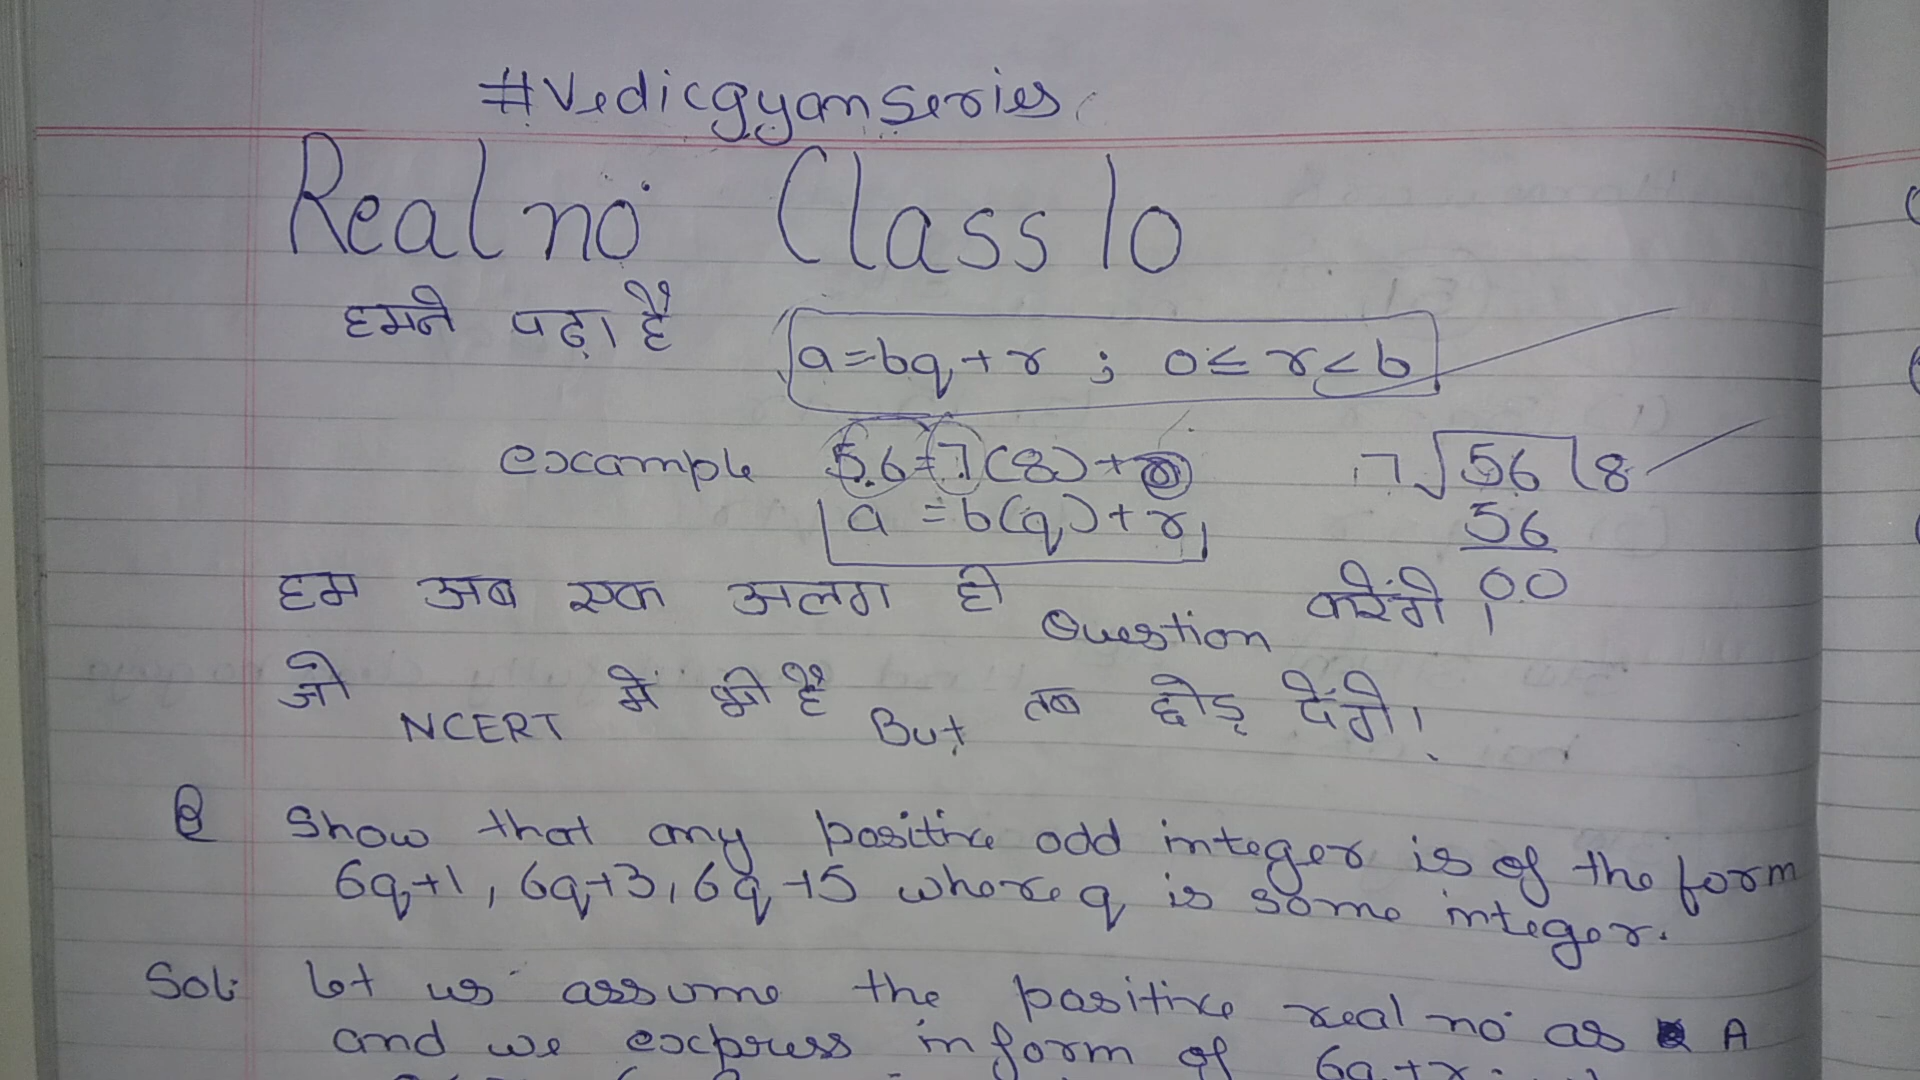 #Vedicgyanseries
Real no. Class 10
हमने पढ़ा है a=bq+r ; 0≤r<b
example 56=7(8)+0 7√56(8
a = b(q)+r 56
हम अब एक अलग ही Question करेंगे। 00
जो NCERT में भी है But तब छोड़ देंगे।
Q Show that any positive odd integer is of the form
6q+1, 6q+3, 6q+5 where q is some integer.
Sol: Let us assume the positive real no as A
and we express in form of 6q+r